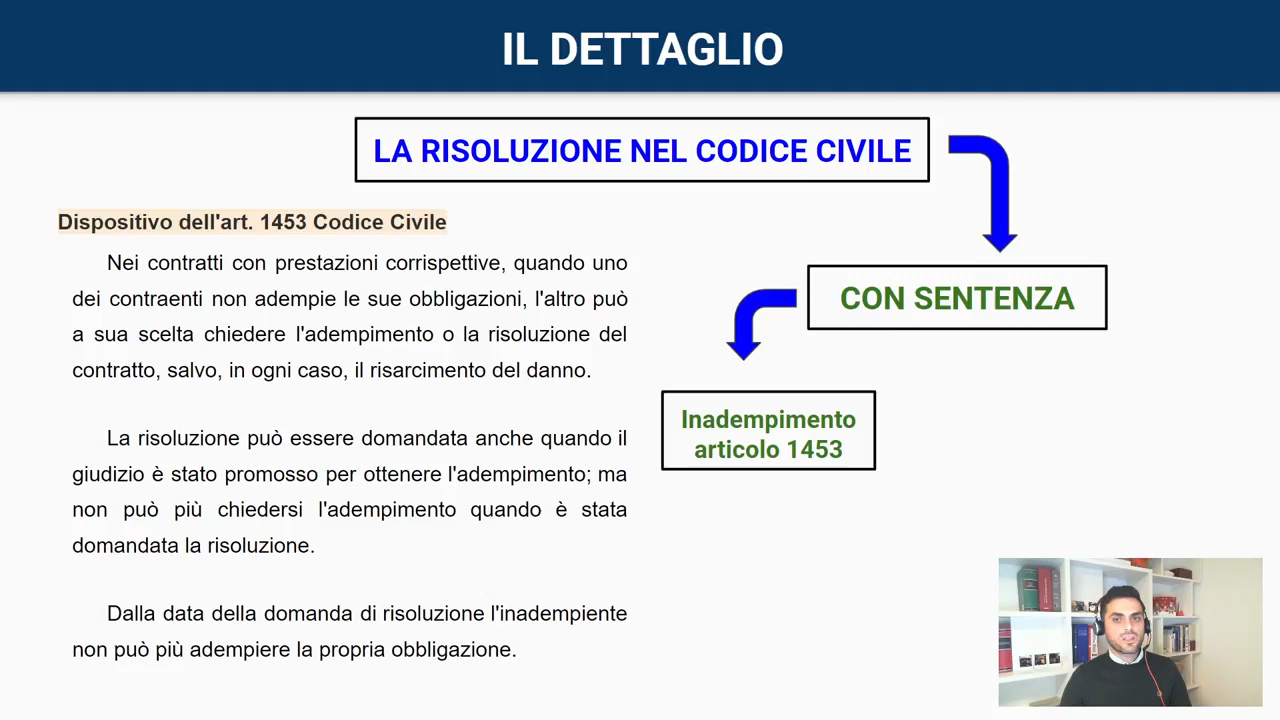 IL DETTAGLIO
LA RISOLUZIONE NEL CODICE CIVILE
Dispositivo dell'art. 1453 Codice Civile
Nei contratti con prestazioni corrispettive, quando uno
dei contraenti non adempie le sue obbligazioni, l'altro può
a sua scelta chiedere l'adempimento o la risoluzione del
contratto, salvo, in ogni caso, il risarcimento del danno.
La risoluzione può essere domandata anche quando il
giudizio è stato promosso per ottenere l'adempimento; ma
non può più chiedersi l'adempimento quando è stata
domandata la risoluzione.
Dalla data della domanda di risoluzione l'inadempiente
non può più adempiere la propria obbligazione.
CON SENTENZA
Inadempimento
articolo 1453